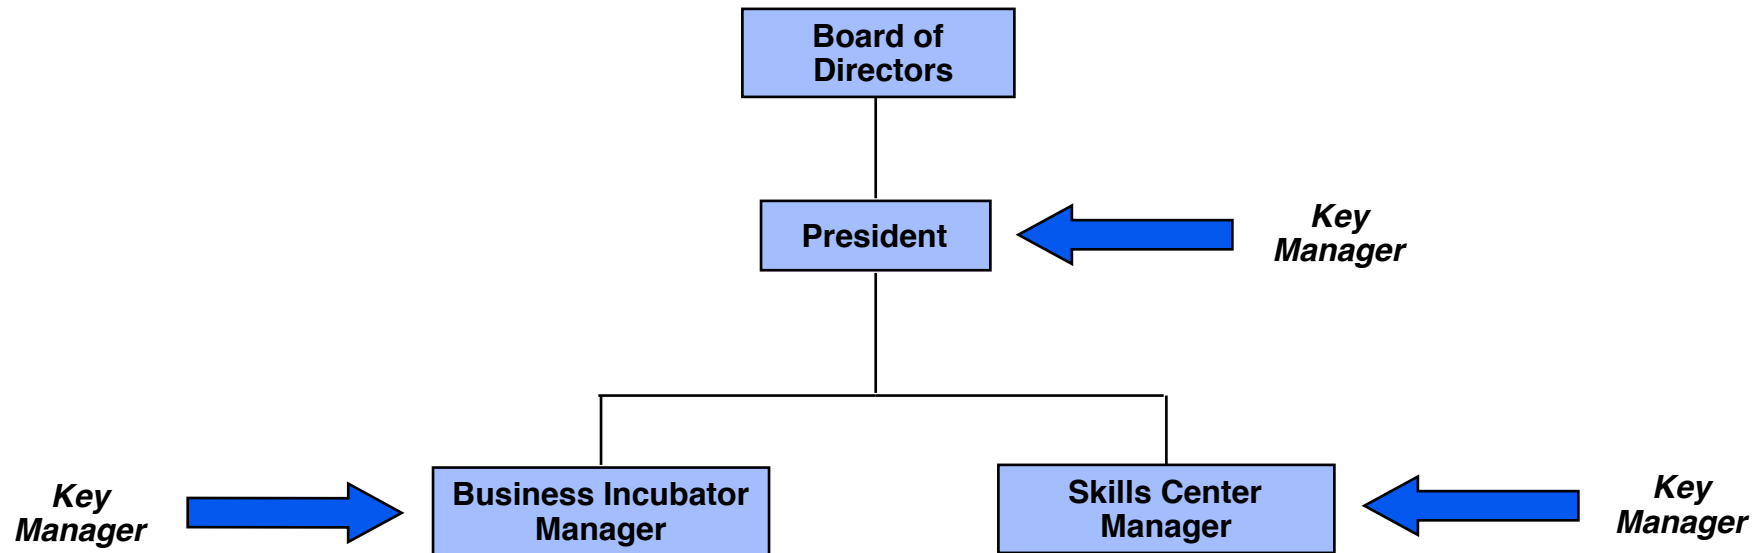 Board of
Directors
President
Key
Manager
Key
Manager
Business Incubator
Manager
Skills Center
Manager
Key
Manager